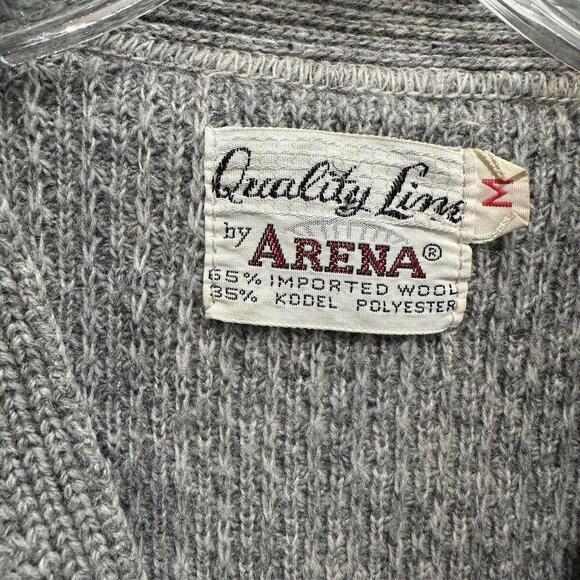 Quality Line
by ARENA®
65% IMPORTED WOOL
35% KODEL POLYESTER
M